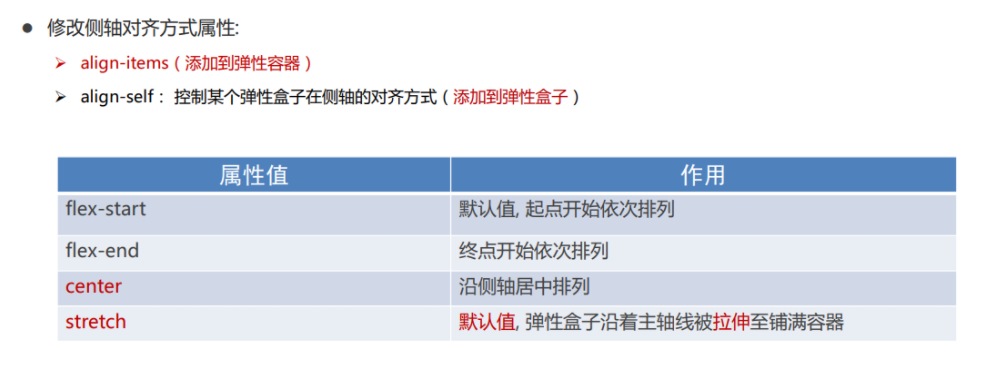 ● 修改侧轴对齐方式属性:
➢ align-items（添加到弹性容器）
➢ align-self： 控制某个弹性盒子在侧轴的对齐方式（添加到弹性盒子）
属性值 作用
flex-start 默认值, 起点开始依次排列
flex-end 终点开始依次排列
center 沿侧轴居中排列
stretch 默认值, 弹性盒子沿着主轴线被拉伸至铺满容器